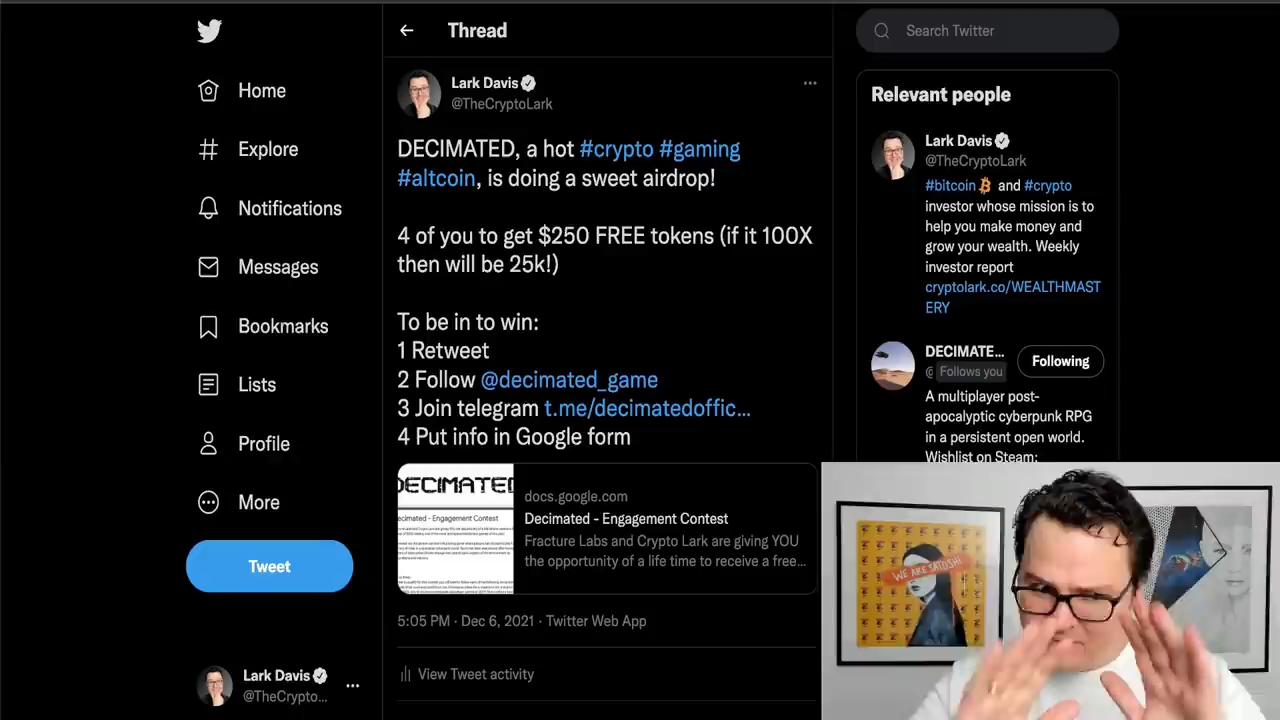 Home
Explore
Notifications
Messages
Bookmarks
Lists
Profile
More
Tweet
Lark Davis
@TheCrypto...
Thread
Lark Davis
@TheCryptoLark
DECIMATED, a hot #crypto #gaming
#altcoin, is doing a sweet airdrop!
4 of you to get $250 FREE tokens (if it 100X
then will be 25k!)
To be in to win:
1 Retweet
2 Follow @decimated_game
3 Join telegram t.me/decimatedoffic...
4 Put info in Google form
DECIMATED
docs.google.com
Decimated - Engagement Contest
Fracture Labs and Crypto Lark are giving YOU
the opportunity of a life time to receive a free...
5:05 PM · Dec 6, 2021 · Twitter Web App
View Tweet activity
Search Twitter
Relevant people
Lark Davis
@TheCryptoLark
#bitcoin and #crypto
investor whose mission is to
help you make money and
grow your wealth. Weekly
investor report
cryptolark.co/WEALTHMAST
ERY
DECIMATE...
Following
@ Follows you
A multiplayer post-
apocalyptic cyberpunk RPG
in a persistent open world.
Wishlist on Steam:
WE ARE SATOSHI